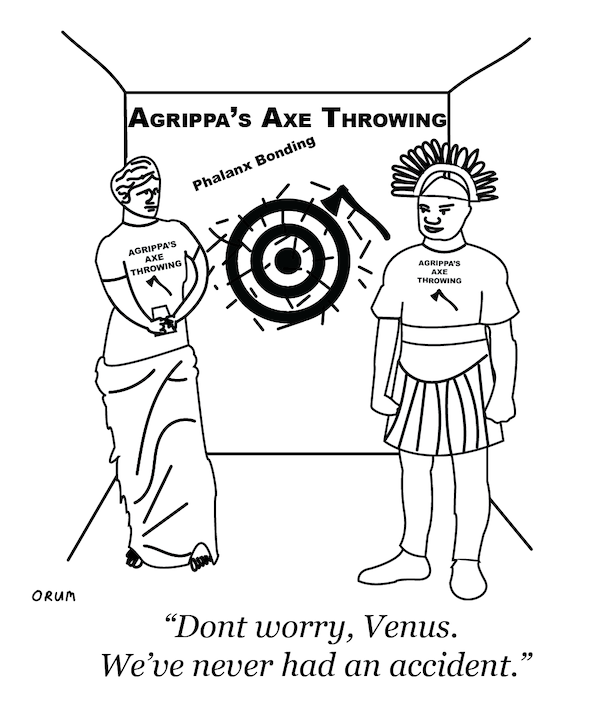 AGRIPPA'S AXE THROWING
Phalanx Bonding
AGRIPPA'S
AXE
THROWING
AGRIPPA'S
AXE
THROWING
ORUM
“Dont worry, Venus.
We've never had an accident.”